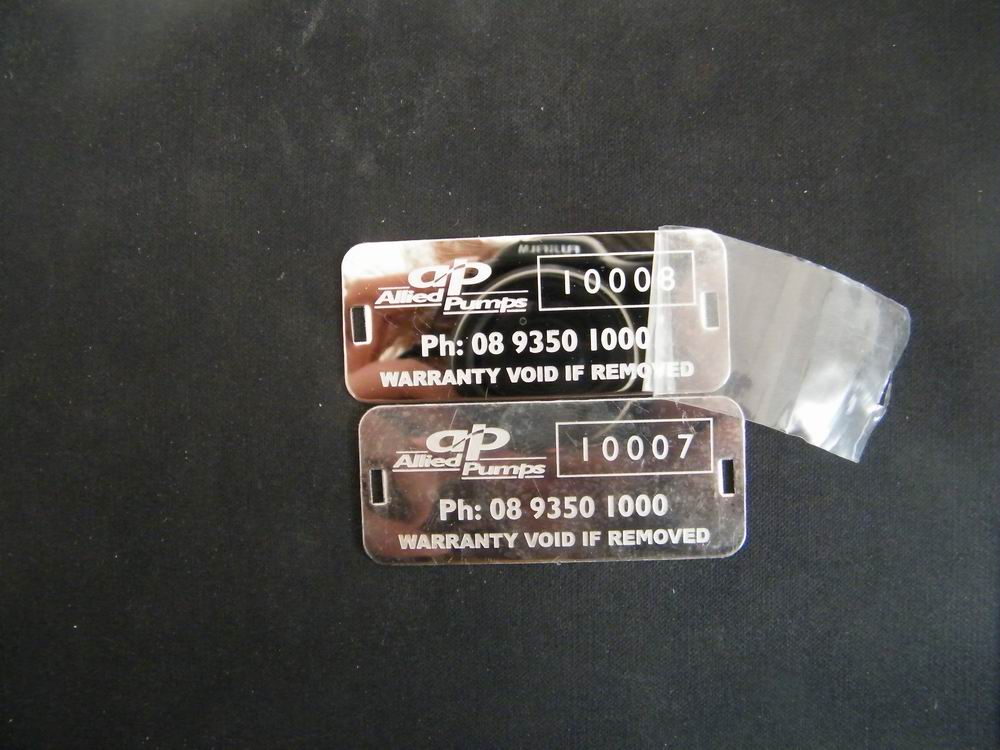 ap
Allied Pumps
10008
Ph: 08 9350 1000
WARRANTY VOID IF REMOVED
ap
Allied Pumps
10007
Ph: 08 9350 1000
WARRANTY VOID IF REMOVED